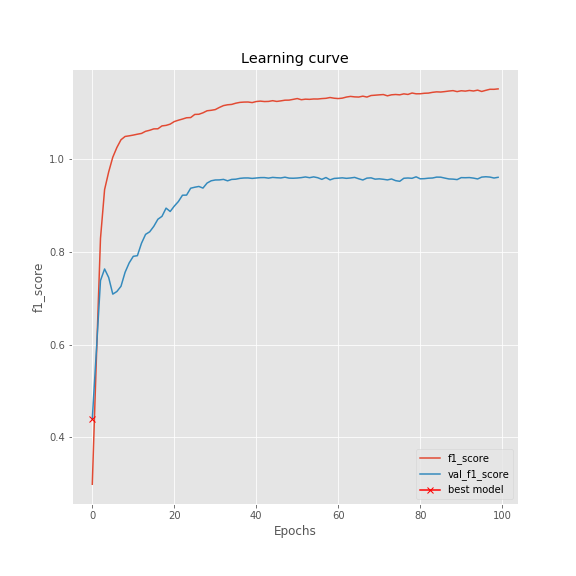 Learning curve
f1_score
1.0
0.8
0.6
0.4
0 20 40 60 80 100
Epochs
f1_score
val_f1_score
best model